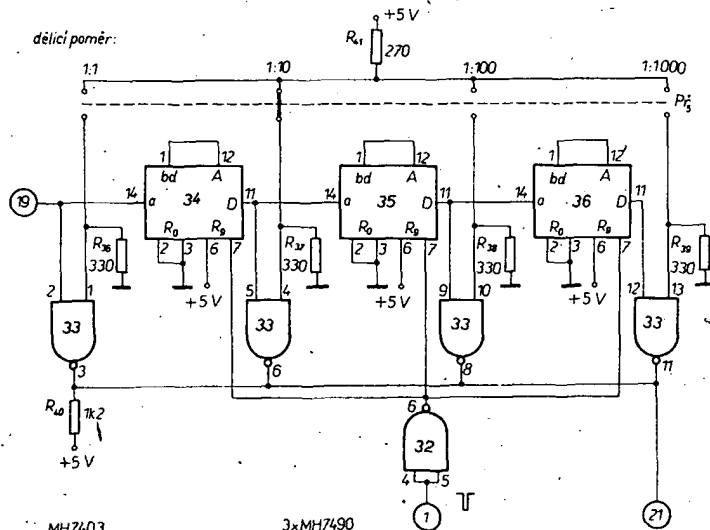 +5 V
dělicí poměr:
R41 270
1:1 1:10 1:100 1:1000
Př5
1 12 1 12 1 12
bd A bd A bd A
19 14 a 34 D 11 14 a 35 D 11 14 a 36 D 11
R0 R9 R0 R9 R0 R9
2 3 6 7 2 3 6 7 2 3 6 7
R36 330 R37 330 R38 330 R39 330
+5 V +5 V +5 V
2 1 5 4 9 10 12 13
33 33 33 33
3 6 8 11
R40 1k2
6
32
+5 V
4 5
1 21
MH7403 3xMH7490